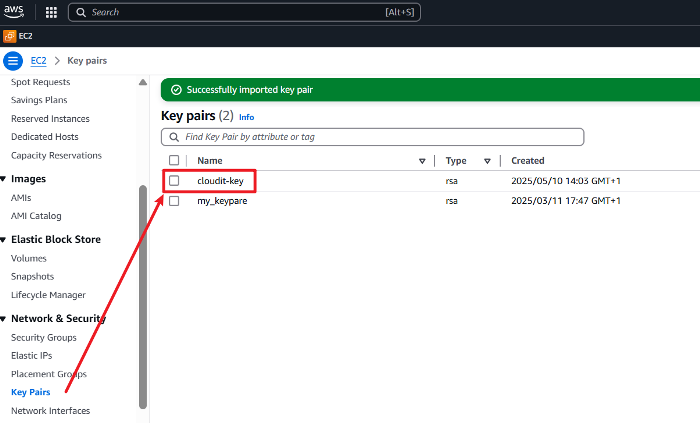 aws
Search [Alt+S]
EC2
EC2 > Key pairs
Spot Requests
Savings Plans
Reserved Instances
Dedicated Hosts
Capacity Reservations
Images
AMIs
AMI Catalog
Elastic Block Store
Volumes
Snapshots
Lifecycle Manager
Network & Security
Security Groups
Elastic IPs
Placement Groups
Key Pairs
Network Interfaces
Successfully imported key pair
Key pairs (2) Info
Find Key Pair by attribute or tag
Name Type Created
cloudit-key rsa 2025/05/10 14:03 GMT+1
my_keypare rsa 2025/03/11 17:47 GMT+1